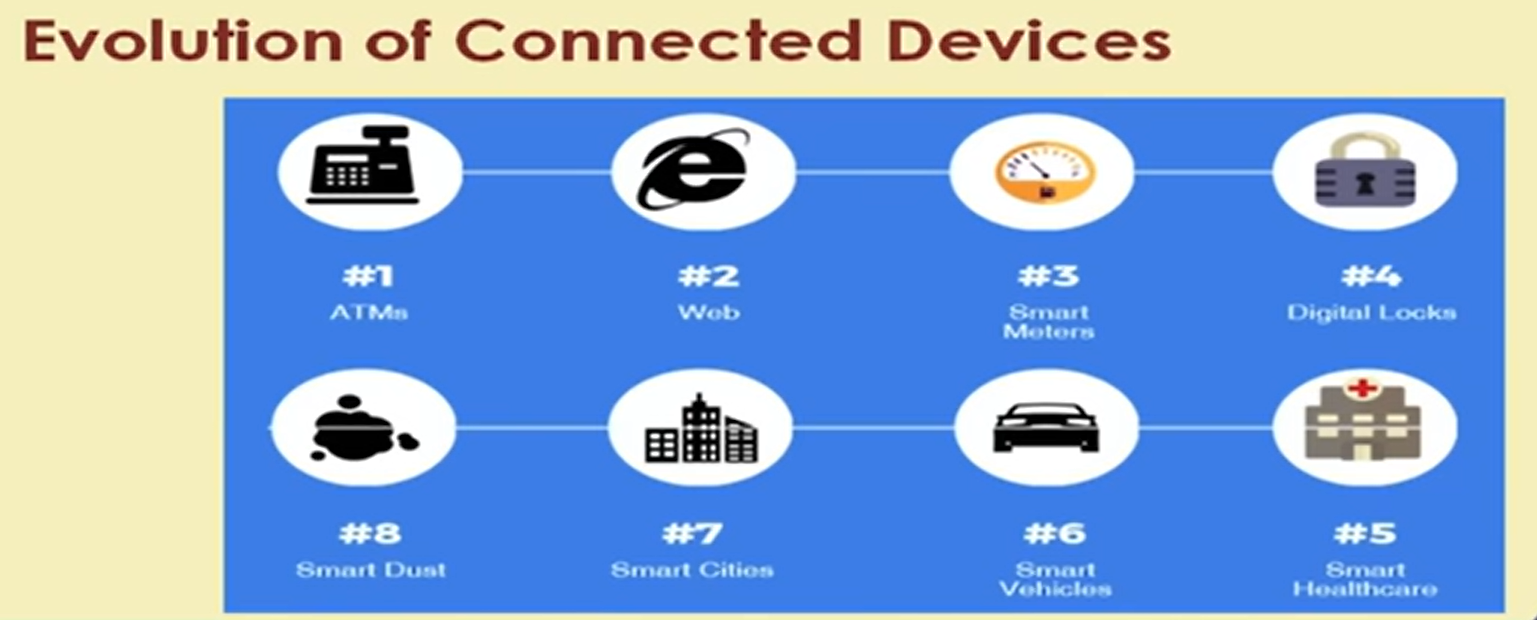 Evolution of Connected Devices
#1
ATMs
#2
Web
#3
Smart
Meters
#4
Digital Locks
#8
Smart Dust
#7
Smart Cities
#6
Smart
Vehicles
#5
Smart
Healthcare